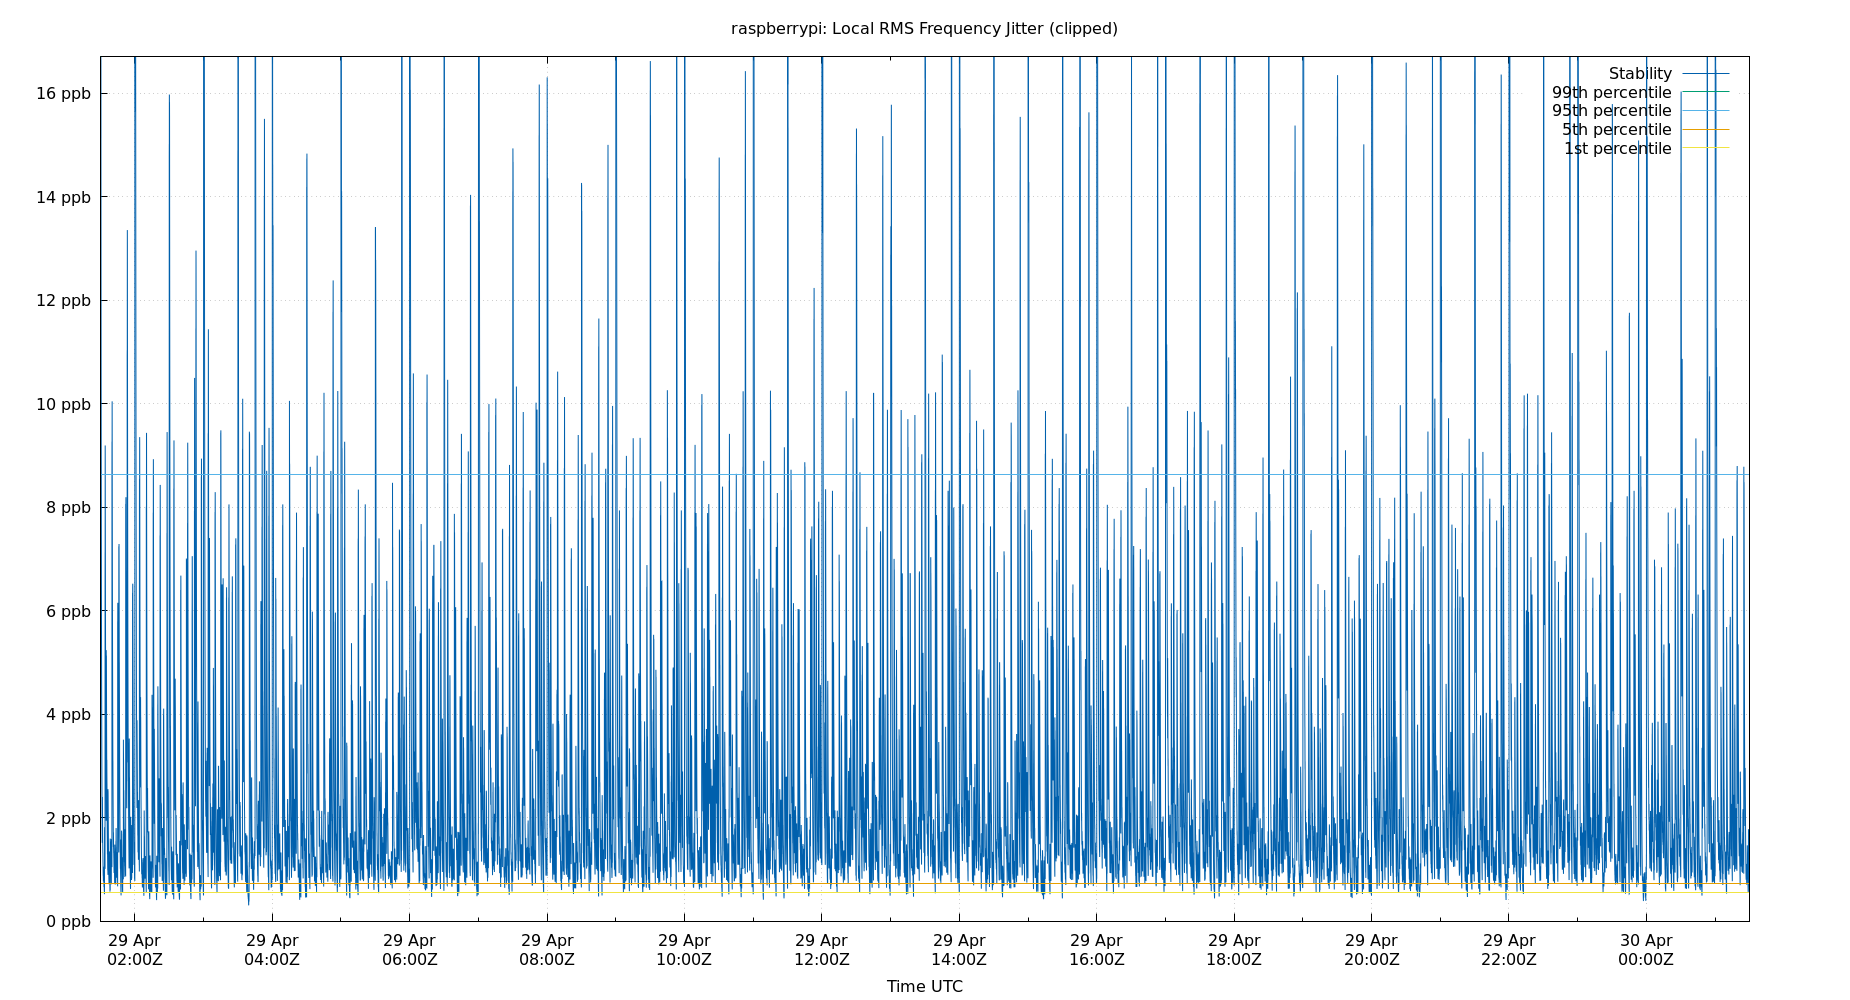 raspberrypi: Local RMS Frequency Jitter (clipped)
Stability
99th percentile
95th percentile
5th percentile
1st percentile
16 ppb
14 ppb
12 ppb
10 ppb
8 ppb
6 ppb
4 ppb
2 ppb
0 ppb
29 Apr 29 Apr 29 Apr 29 Apr 29 Apr 29 Apr 29 Apr 29 Apr 29 Apr 29 Apr 29 Apr 30 Apr
02:00Z 04:00Z 06:00Z 08:00Z 10:00Z 12:00Z 14:00Z 16:00Z 18:00Z 20:00Z 22:00Z 00:00Z
Time UTC